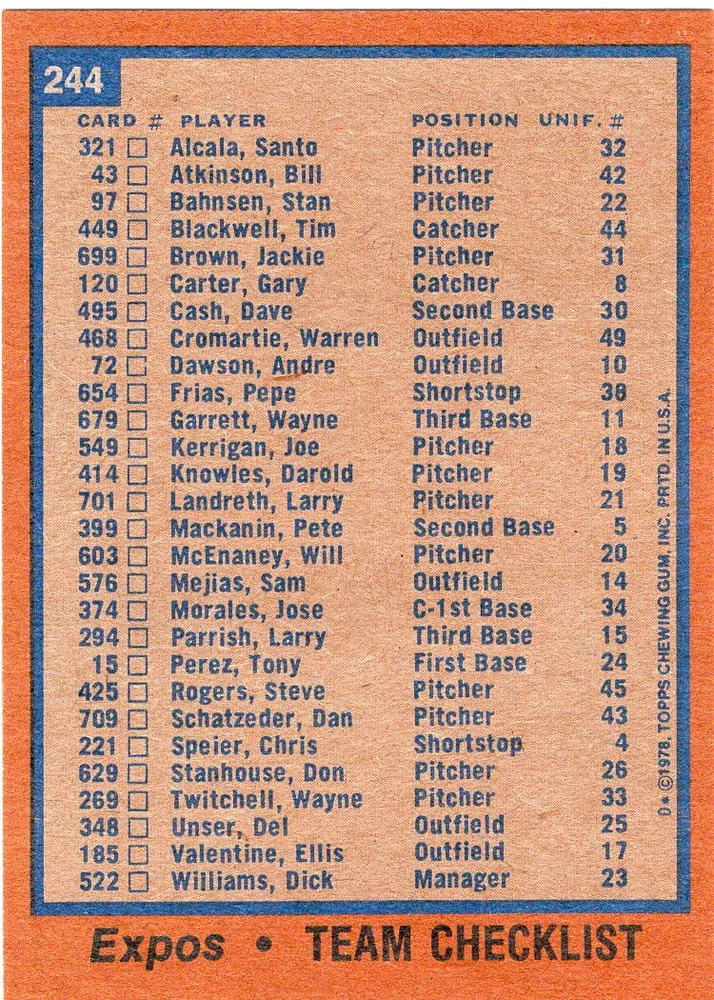 244
CARD # PLAYER POSITION UNIF. #
321 Alcala, Santo Pitcher 32
43 Atkinson, Bill Pitcher 42
97 Bahnsen, Stan Pitcher 22
449 Blackwell, Tim Catcher 44
699 Brown, Jackie Pitcher 31
120 Carter, Gary Catcher 8
495 Cash, Dave Second Base 30
468 Cromartie, Warren Outfield 49
72 Dawson, Andre Outfield 10
654 Frias, Pepe Shortstop 38
679 Garrett, Wayne Third Base 11
549 Kerrigan, Joe Pitcher 18
414 Knowles, Darold Pitcher 19
701 Landreth, Larry Pitcher 21
399 Mackanin, Pete Second Base 5
603 McEnaney, Will Pitcher 20
576 Mejias, Sam Outfield 14
374 Morales, Jose C-1st Base 34
294 Parrish, Larry Third Base 15
15 Perez, Tony First Base 24
425 Rogers, Steve Pitcher 45
709 Schatzeder, Dan Pitcher 43
221 Speier, Chris Shortstop 4
629 Stanhouse, Don Pitcher 26
269 Twitchell, Wayne Pitcher 33
348 Unser, Del Outfield 25
185 Valentine, Ellis Outfield 17
522 Williams, Dick Manager 23
D* ©1978, TOPPS CHEWING GUM, INC. PRTD. IN U.S.A.
Expos • TEAM CHECKLIST